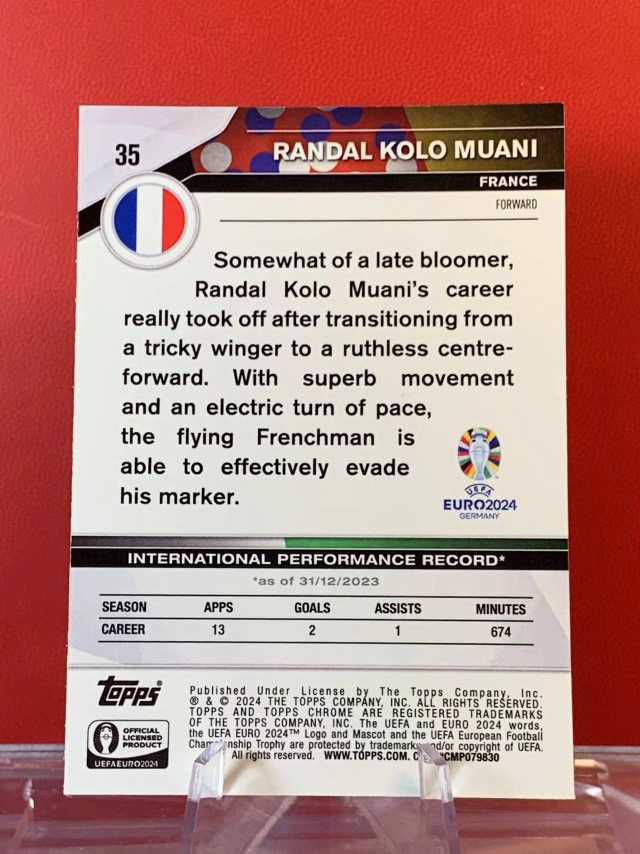 35
RANDAL KOLO MUANI
FRANCE
FORWARD
Somewhat of a late bloomer,
Randal Kolo Muani's career
really took off after transitioning from
a tricky winger to a ruthless centre-
forward. With superb movement
and an electric turn of pace,
the flying Frenchman is
able to effectively evade
his marker.
UEFA
EURO2024
GERMANY
INTERNATIONAL PERFORMANCE RECORD*
*as of 31/12/2023
SEASON APPS GOALS ASSISTS MINUTES
CAREER 13 2 1 674
topps®
Published Under License by The Topps Company, Inc.
® & © 2024 THE TOPPS COMPANY, INC. ALL RIGHTS RESERVED.
TOPPS AND TOPPS CHROME ARE REGISTERED TRADEMARKS
OF THE TOPPS COMPANY, INC. The UEFA and EURO 2024 words,
the UEFA EURO 2024™ Logo and Mascot and the UEFA European Football
Trophy are protected by and/or copyright of UEFA.
All rights reserved. WWW.TOPPS.COM.
OFFICIAL
LICENSED
PRODUCT
UEFAEURO2024